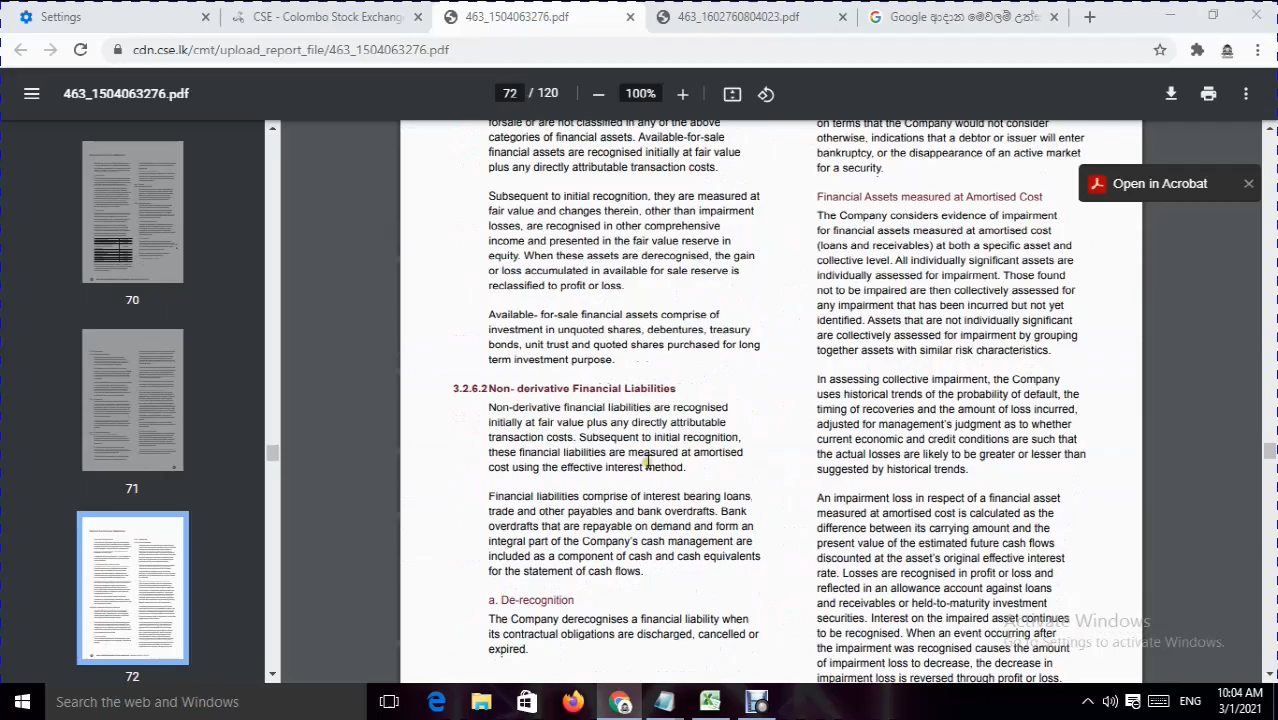 Settings
CSE - Colombo Stock Exchang
463_1504063276.pdf
463_1602760804023.pdf
Google ආදාන මෙවලම් උත්ස
cdn.cse.lk/cmt/upload_report_file/463_1504063276.pdf
463_1504063276.pdf
72 / 120
100%
Open in Acrobat
70
71
72
forsale or are not classified in any of the above
categories of financial assets. Available-for-sale
financial assets are recognised initially at fair value
plus any directly attributable transaction costs.
Subsequent to initial recognition, they are measured at
fair value and changes therein, other than impairment
losses, are recognised in other comprehensive
income and presented in the fair value reserve in
equity. When these assets are derecognised, the gain
or loss accumulated in available for sale reserve is
reclassified to profit or loss.
Available- for-sale financial assets comprise of
investment in unquoted shares, debentures, treasury
bonds, unit trust and quoted shares purchased for long
term investment purpose.
3.2.6.2 Non- derivative Financial Liabilities
Non-derivative financial liabilities are recognised
initially at fair value plus any directly attributable
transaction costs. Subsequent to initial recognition,
these financial liabilities are measured at amortised
cost using the effective interest method.
Financial liabilities comprise of interest bearing loans,
trade and other payables and bank overdrafts. Bank
overdrafts that are repayable on demand and form an
integral part of the Company's cash management are
included as a component of cash and cash equivalents
for the statement of cash flows.
a. De-recognition
The Company derecognises a financial liability when
its contractual obligations are discharged, cancelled or
expired.
on terms that the Company would not consider
otherwise, indications that a debtor or issuer will enter
bankruptcy, or the disappearance of an active market
for a security.
Financial Assets measured at Amortised Cost
The Company considers evidence of impairment
for financial assets measured at amortised cost
(loans and receivables) at both a specific asset and
collective level. All individually significant assets are
individually assessed for impairment. Those found
not to be impaired are then collectively assessed for
any impairment that has been incurred but not yet
identified. Assets that are not individually significant
are collectively assessed for impairment by grouping
together assets with similar risk characteristics.
In assessing collective impairment, the Company
uses historical trends of the probability of default, the
timing of recoveries and the amount of loss incurred,
adjusted for management's judgment as to whether
current economic and credit conditions are such that
the actual losses are likely to be greater or lesser than
suggested by historical trends.
An impairment loss in respect of a financial asset
measured at amortised cost is calculated as the
difference between its carrying amount and the
present value of the estimated future cash flows
discounted at the asset's original effective interest
rate. Losses are recognised in profit or loss and
reflected in an allowance account against loans
and receivables or held-to-maturity investment
securities. Interest on the impaired asset continues
to be recognised. When an event occurring after
the impairment was recognised causes the amount
of impairment loss to decrease, the decrease in
impairment loss is reversed through profit or loss.
Activate Windows
Go to Settings to activate Windows.
Search the web and Windows
ENG
10:04 AM
3/1/2021